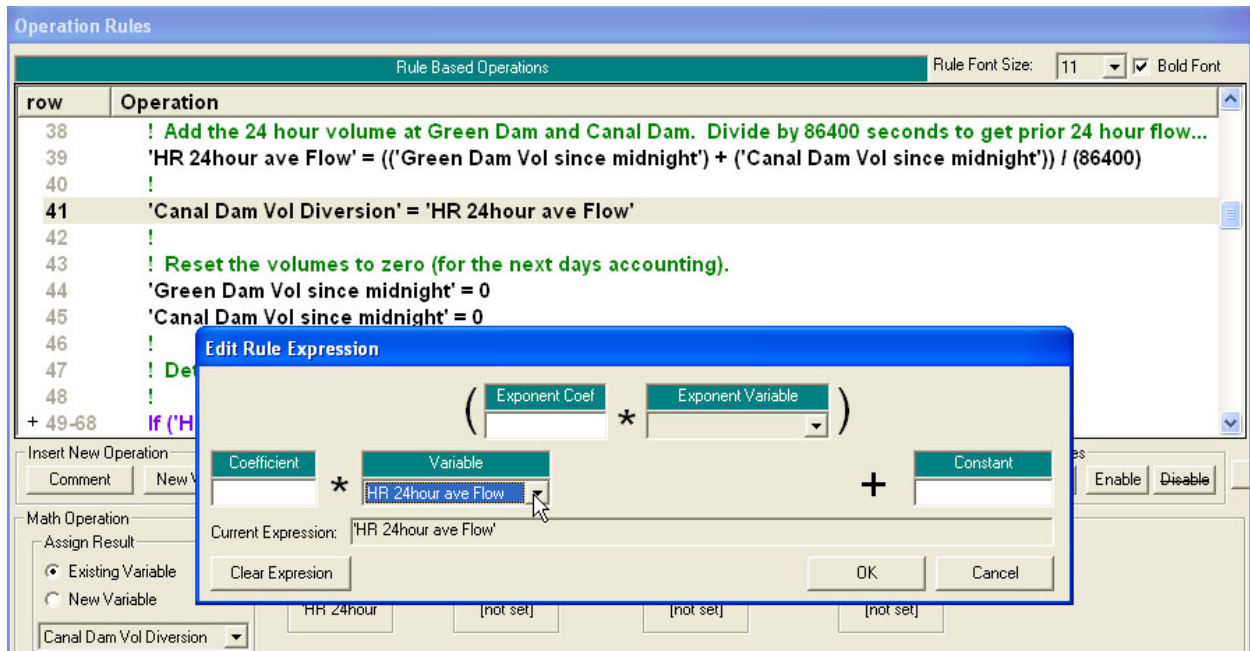 Operation Rules
Rule Based Operations Rule Font Size: 11 Bold Font
row Operation
38 ! Add the 24 hour volume at Green Dam and Canal Dam. Divide by 86400 seconds to get prior 24 hour flow...
39 'HR 24hour ave Flow' = (('Green Dam Vol since midnight') + ('Canal Dam Vol since midnight')) / (86400)
40 !
41 'Canal Dam Vol Diversion' = 'HR 24hour ave Flow'
42 !
43 ! Reset the volumes to zero (for the next days accounting).
44 'Green Dam Vol since midnight' = 0
45 'Canal Dam Vol since midnight' = 0
46 !
Edit Rule Expression
47 ! Det
48 !
+ 49-68 If ('H
( Exponent Coef * Exponent Variable )
Insert New Operation
Comment New
Enable Disable
Coefficient * Variable + Constant
HR 24hour ave Flow
Math Operation
Assign Result
Current Expression: 'HR 24hour ave Flow'
Existing Variable
Clear Expresion OK Cancel
New Variable
'HR 24hour [not set] [not set] [not set]
Canal Dam Vol Diversion